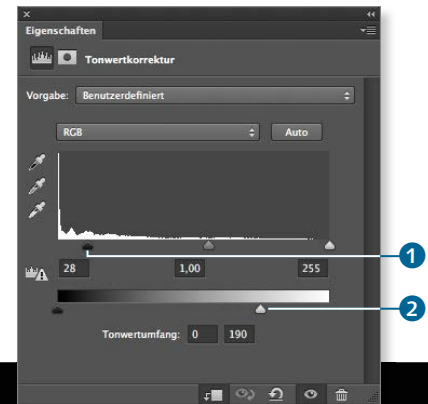 Eigenschaften
Tonwertkorrektur
Vorgabe: Benutzerdefiniert
RGB Auto
1
28 1,00 255
2
Tonwertumfang: 0 190